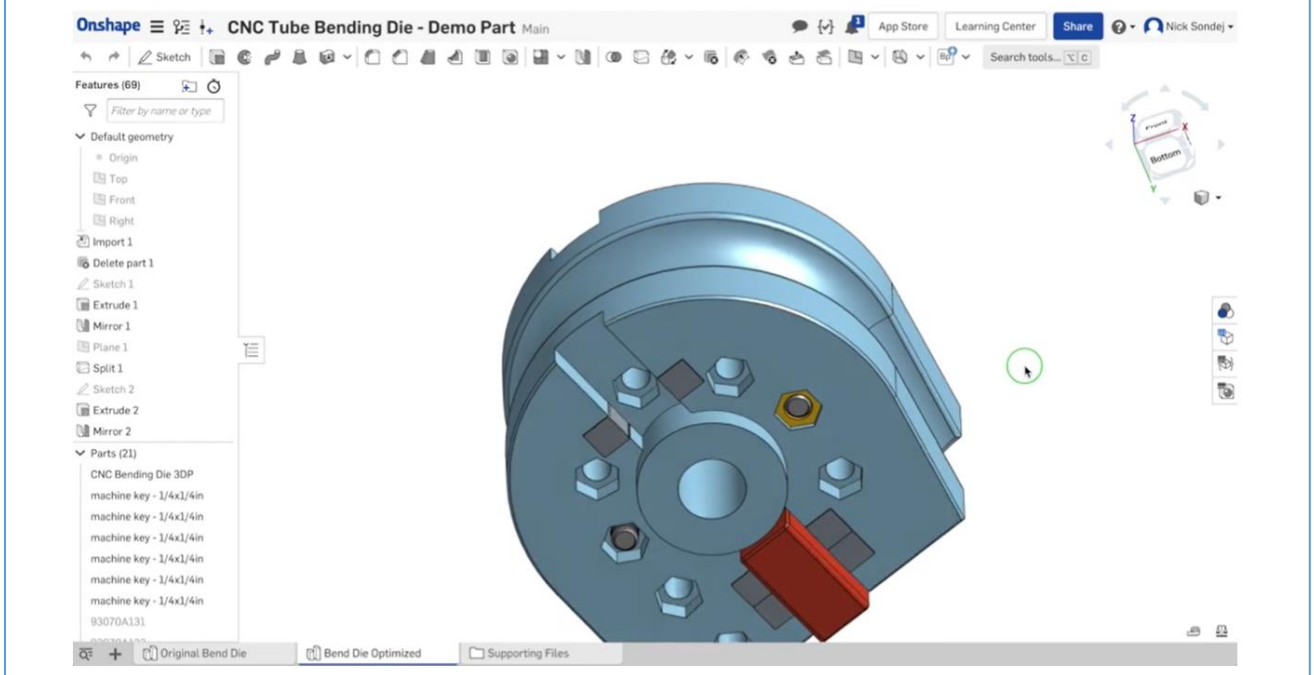 Onshape CNC Tube Bending Die - Demo Part Main App Store Learning Center Share Nick Sondej
1
Sketch Search tools... ⌥ C
Features (69)
Filter by name or type
Default geometry
Origin
Top
Front
Right
Import 1
Delete part 1
Sketch 1
Extrude 1
Mirror 1
Plane 1
Split 1
Sketch 2
Extrude 2
Mirror 2
Parts (21)
CNC Bending Die 3DP
machine key - 1/4x1/4in
machine key - 1/4x1/4in
machine key - 1/4x1/4in
machine key - 1/4x1/4in
machine key - 1/4x1/4in
machine key - 1/4x1/4in
93070A131
Z
Front
X
Bottom
Y
Original Bend Die Bend Die Optimized Supporting Files